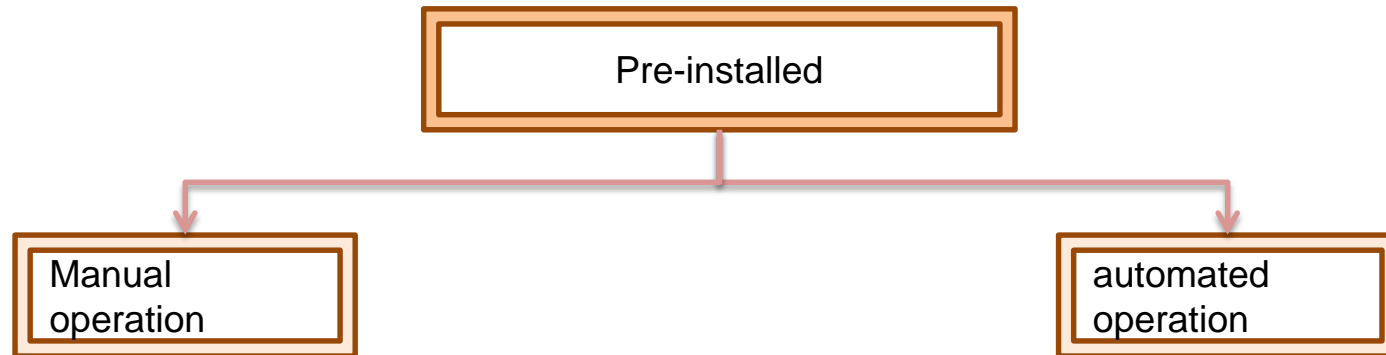 Pre-installed
Manual
operation
automated
operation